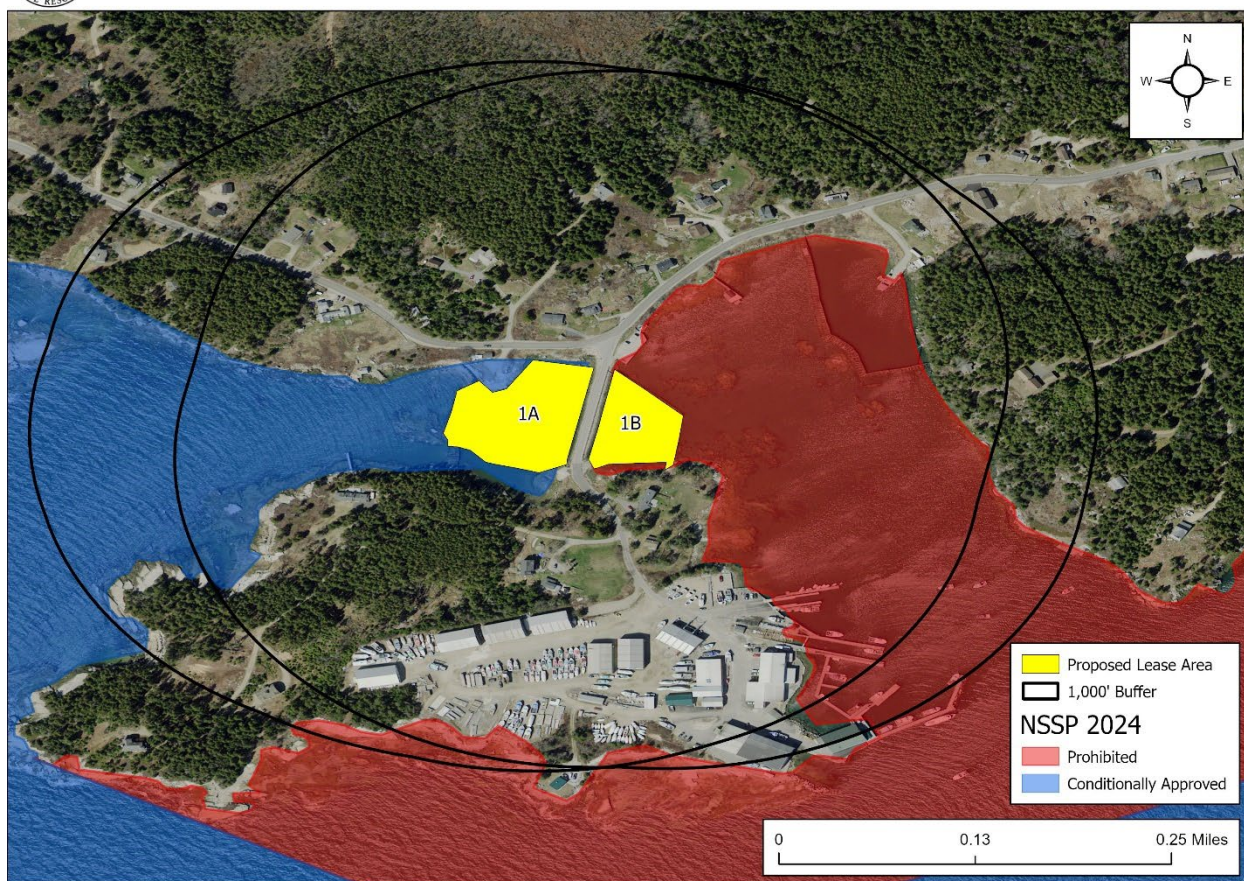 N
W E
S
1A
1B
Proposed Lease Area
1,000' Buffer
NSSP 2024
Prohibited
Conditionally Approved
0 0.13 0.25 Miles